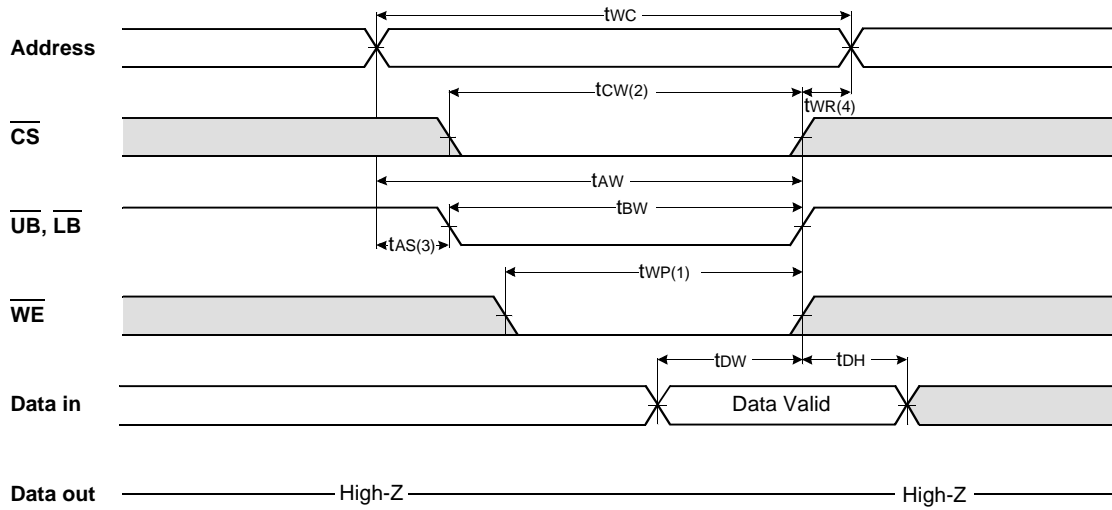 tWC
Address
tCW(2)
tWR(4)
CS
tAW
UB, LB
tBW
tAS(3)
tWP(1)
WE
tDW
tDH
Data in
Data Valid
Data out
High-Z
High-Z